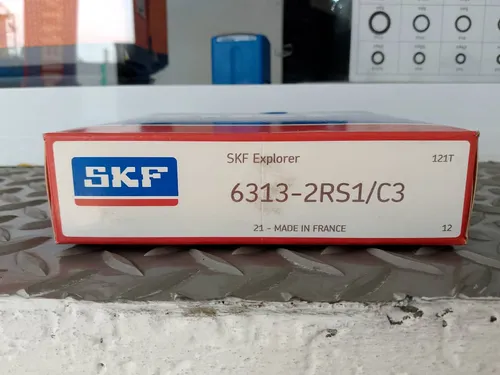 SKF
SKF Explorer 121T
6313-2RS1/C3
21 - MADE IN FRANCE 12